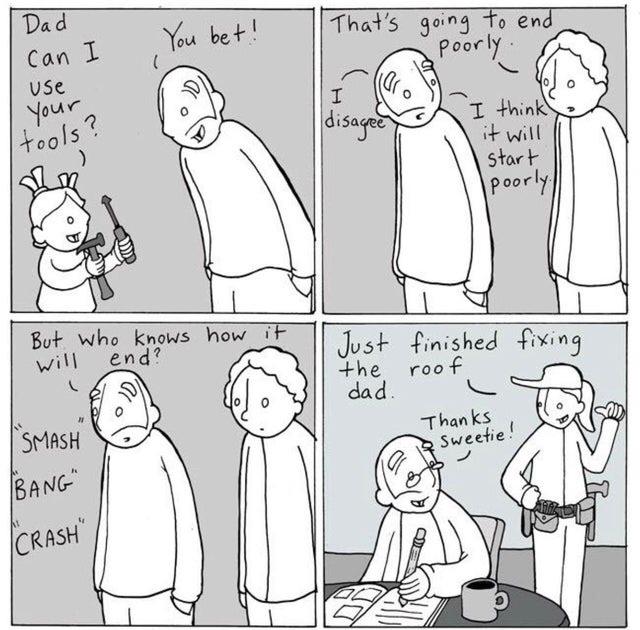 Dad
Can I
use
your
tools?
You bet!
That's going to end
poorly.
I
disagree
I think
it will
start
poorly.
But who knows how it
will end?
"SMASH"
"BANG"
"CRASH"
Just finished fixing
the roof
dad.
Thanks
sweetie!